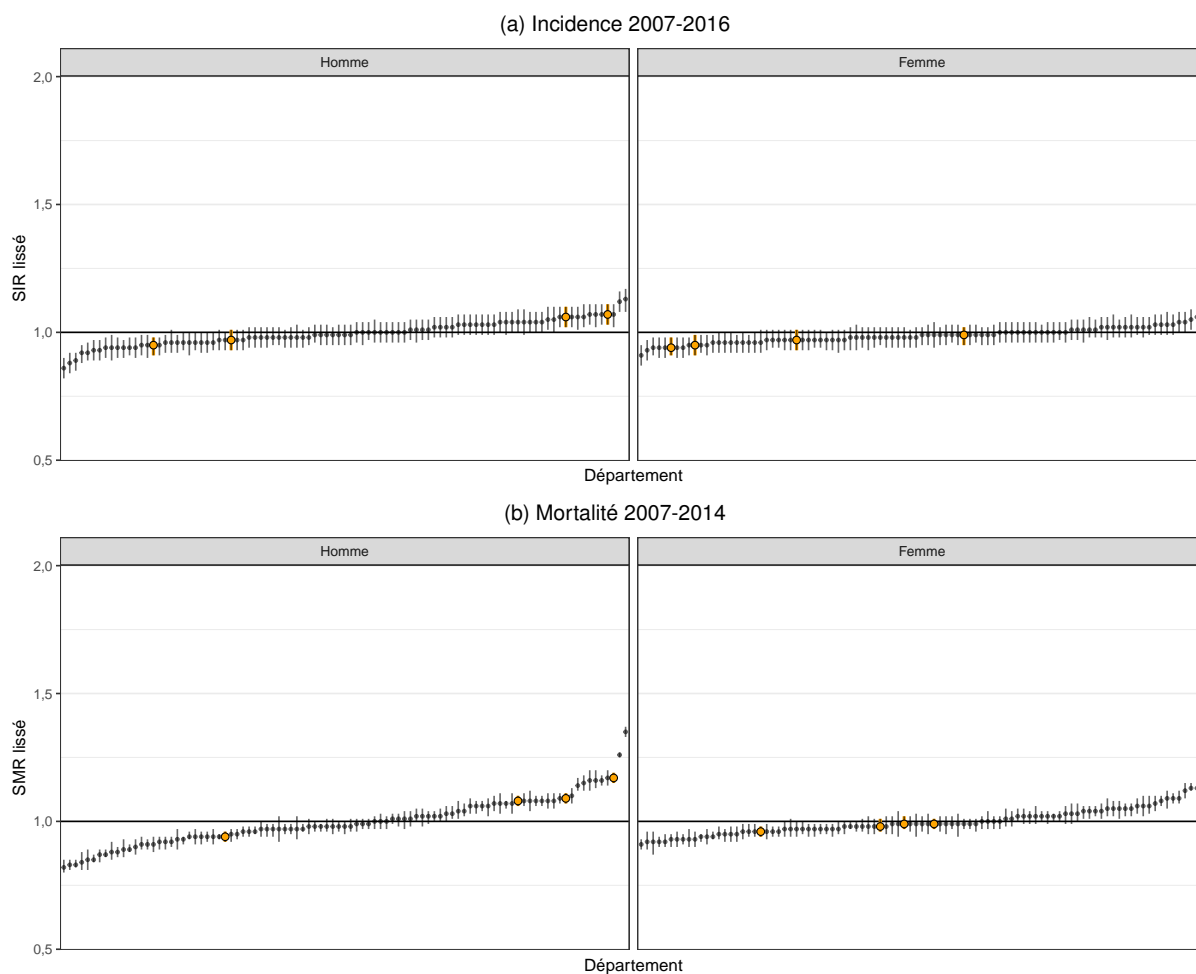 (a) Incidence 2007-2016
Homme
Femme
SIR lissé
2,0
1,5
1,0
0,5
Département
(b) Mortalité 2007-2014
Homme
Femme
SMR lissé
2,0
1,5
1,0
0,5
Département